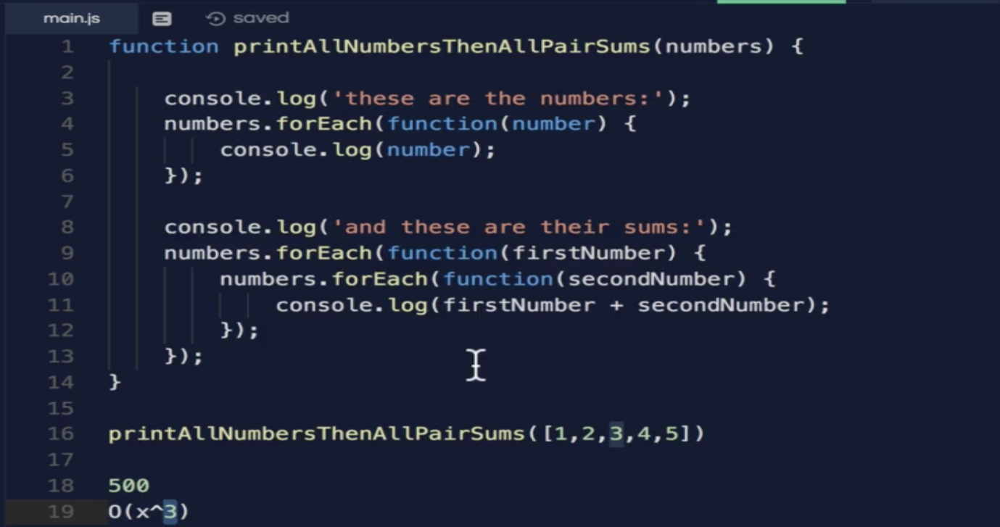 main.js saved
1 function printAllNumbersThenAllPairSums(numbers) {
2
3 console.log('these are the numbers:');
4 numbers.forEach(function(number) {
5 console.log(number);
6 });
7
8 console.log('and these are their sums:');
9 numbers.forEach(function(firstNumber) {
10 numbers.forEach(function(secondNumber) {
11 console.log(firstNumber + secondNumber);
12 });
13 });
14 }
15
16 printAllNumbersThenAllPairSums([1,2,3,4,5])
17
18 500
19 O(x^3)